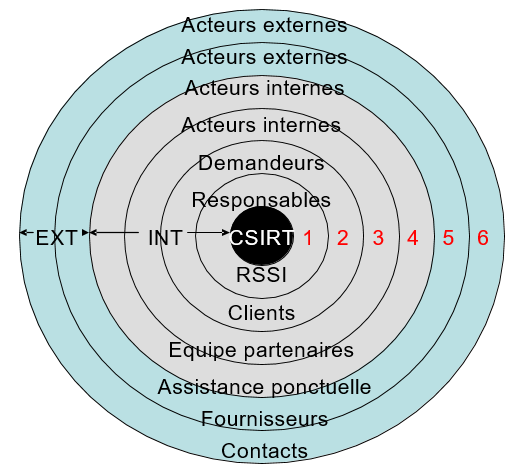 Acteurs externes
Acteurs externes
Acteurs internes
Acteurs internes
Demandeurs
Responsables
EXT INT CSIRT 1 2 3 4 5 6
RSSI
Clients
Equipe partenaires
Assistance ponctuelle
Fournisseurs
Contacts